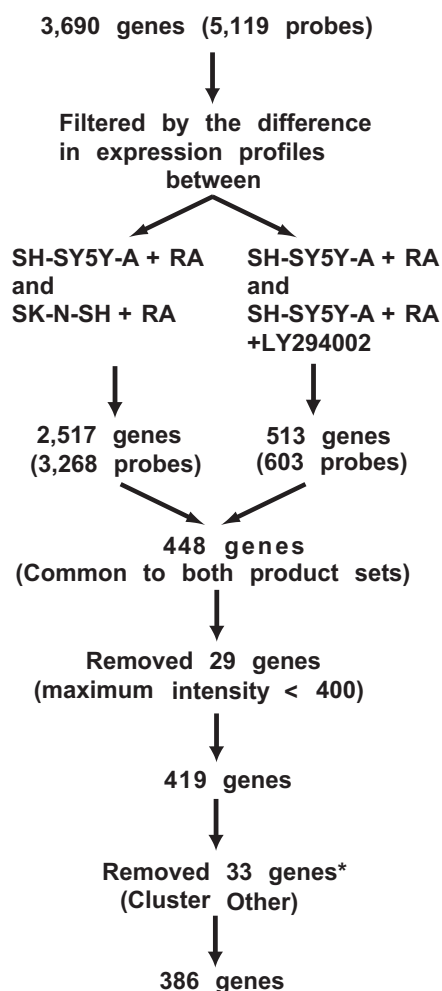 3,690 genes (5,119 probes)
Filtered by the difference
in expression profiles
between
SH-SY5Y-A + RA
and
SK-N-SH + RA
SH-SY5Y-A + RA
and
SH-SY5Y-A + RA
+LY294002
2,517 genes
(3,268 probes)
513 genes
(603 probes)
448 genes
(Common to both product sets)
Removed 29 genes
(maximum intensity < 400)
419 genes
Removed 33 genes*
(Cluster Other)
386 genes